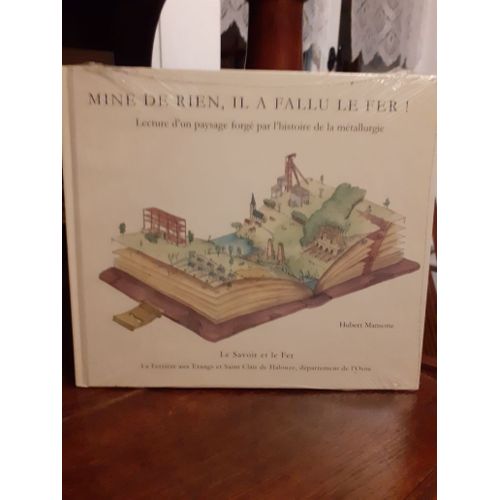 MINE DE RIEN, IL A FALLU LE FER !
Lecture d'un paysage forgé par l'histoire de la métallurgie
Hubert
Le Savoir et le Fer
La Ferrière aux Etangs et Saint Clair de Halouze, département de l'Orne